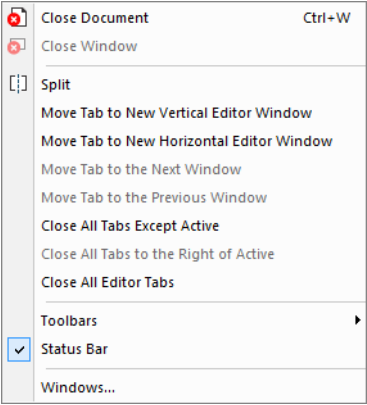 Close Document Ctrl+W
Close Window
Split
Move Tab to New Vertical Editor Window
Move Tab to New Horizontal Editor Window
Move Tab to the Next Window
Move Tab to the Previous Window
Close All Tabs Except Active
Close All Tabs to the Right of Active
Close All Editor Tabs
Toolbars
Status Bar
Windows...